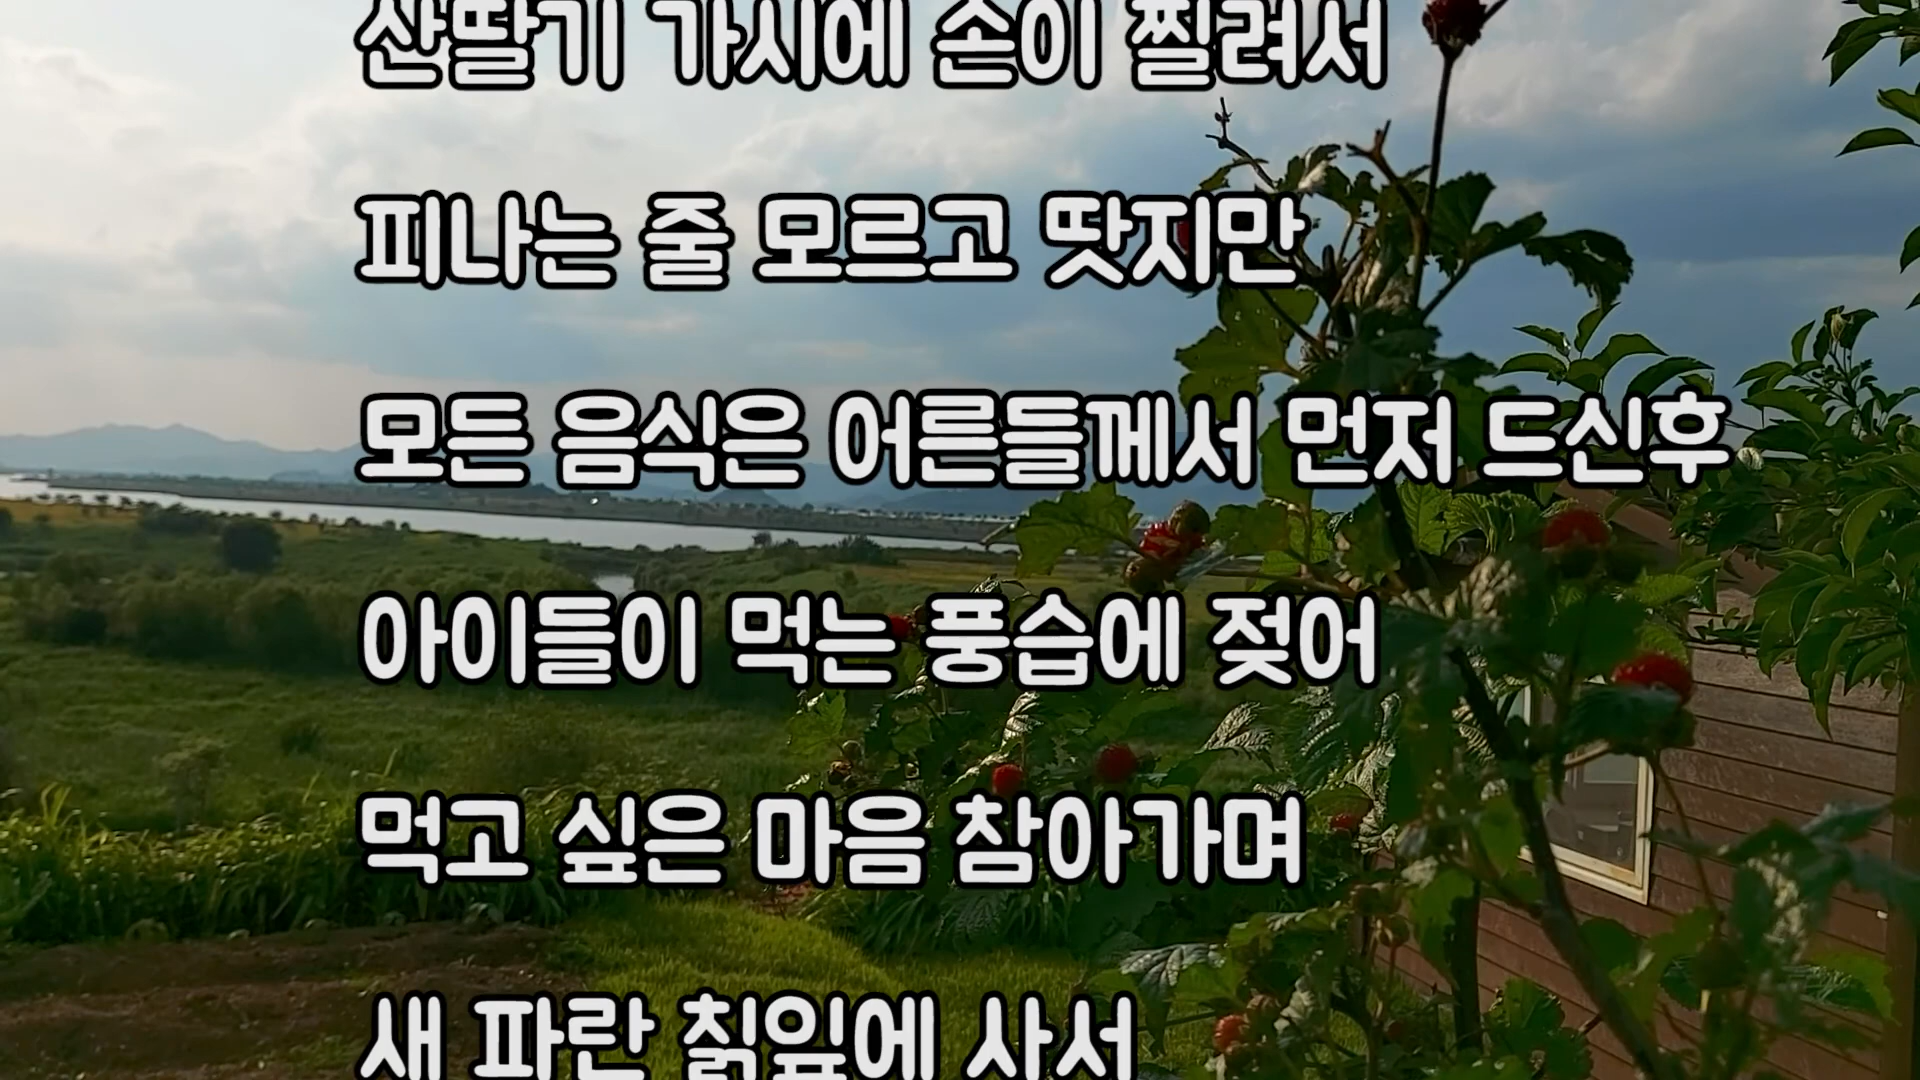 산딸기 가시에 손이 찔려서
피나는 줄 모르고 땃지만
모든 음식은 어른들께서 먼저 드신후
아이들이 먹는 풍습에 젖어
먹고 싶은 마음 참아가며
새 파란 칡잎에 사서